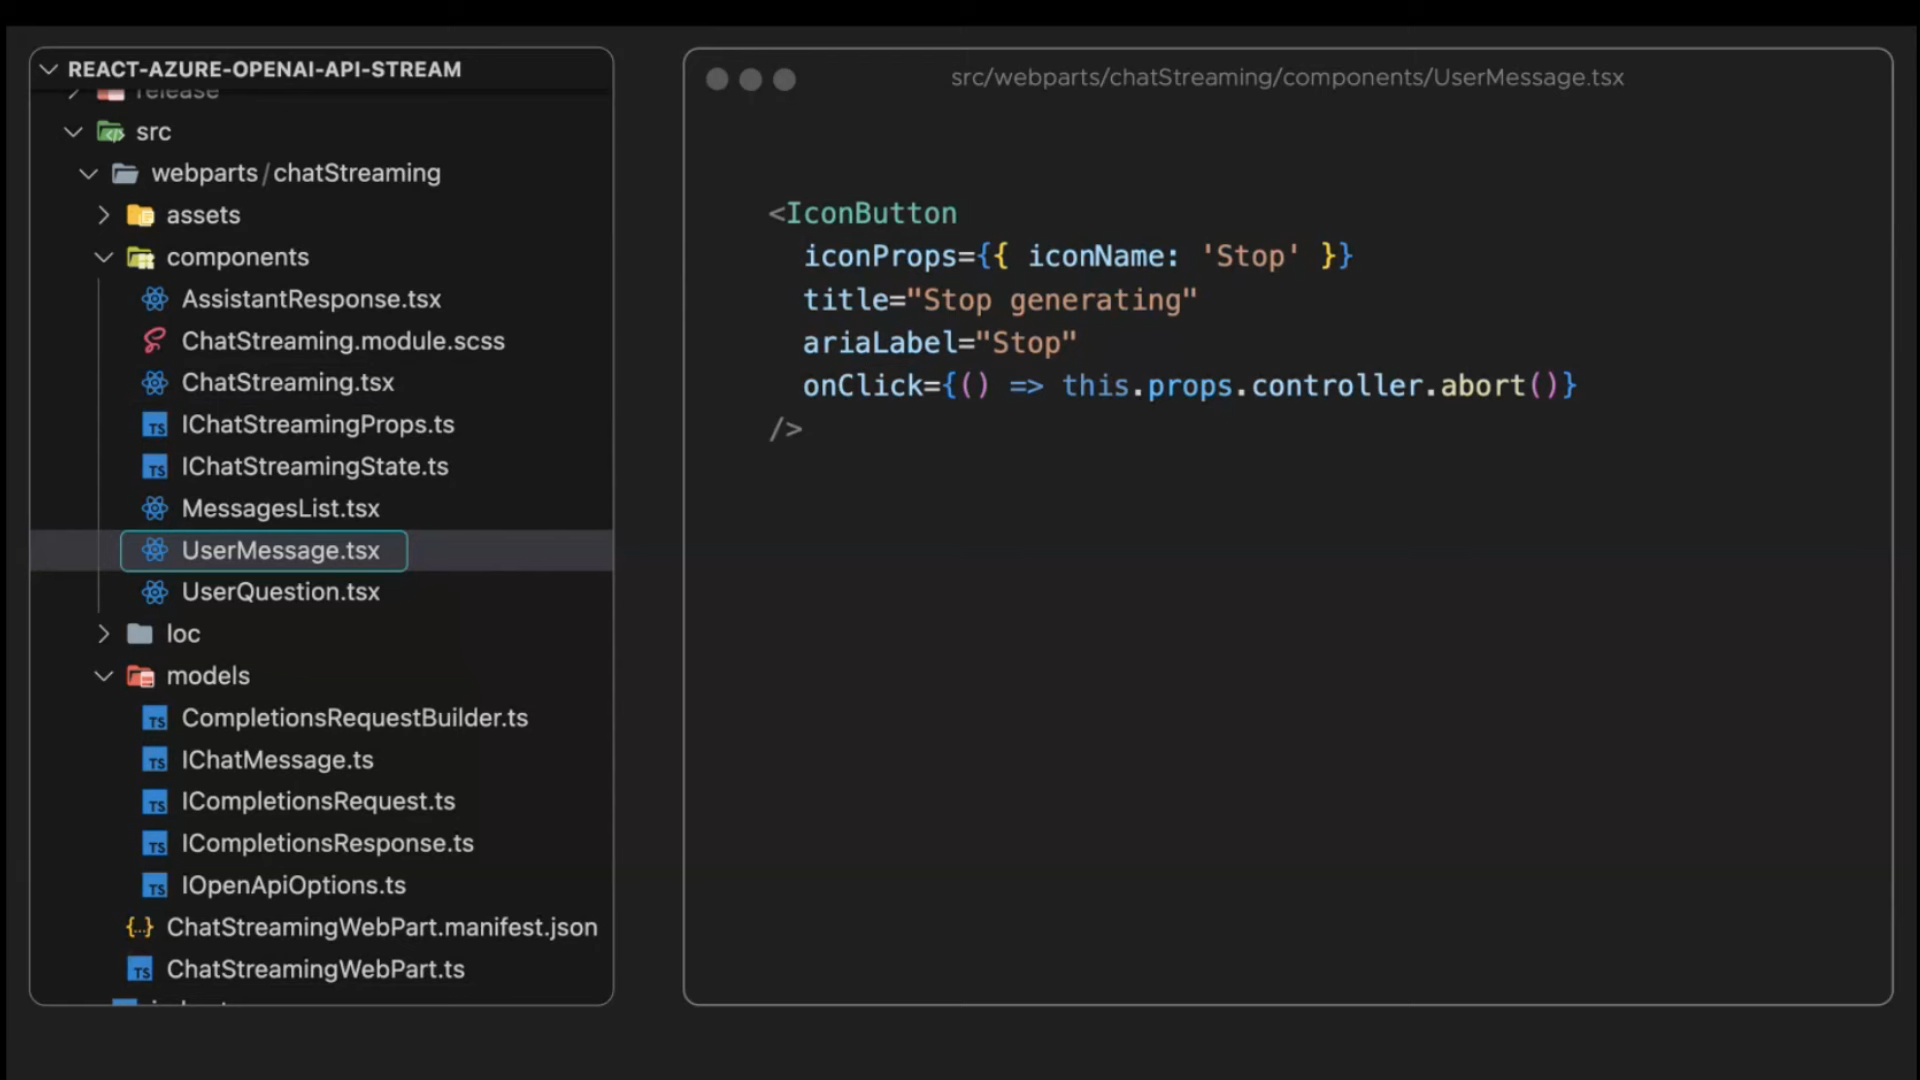 REACT-AZURE-OPENAI-API-STREAM
release
src
webparts/chatStreaming
assets
components
AssistantResponse.tsx
ChatStreaming.module.scss
ChatStreaming.tsx
IChatStreamingProps.ts
IChatStreamingState.ts
MessagesList.tsx
UserMessage.tsx
UserQuestion.tsx
loc
models
CompletionsRequestBuilder.ts
IChatMessage.ts
ICompletionsRequest.ts
ICompletionsResponse.ts
IOpenApiOptions.ts
ChatStreamingWebPart.manifest.json
ChatStreamingWebPart.ts
src/webparts/chatStreaming/components/UserMessage.tsx
<IconButton
iconProps={{ iconName: 'Stop' }}
title="Stop generating"
ariaLabel="Stop"
onClick={() => this.props.controller.abort()}
/>